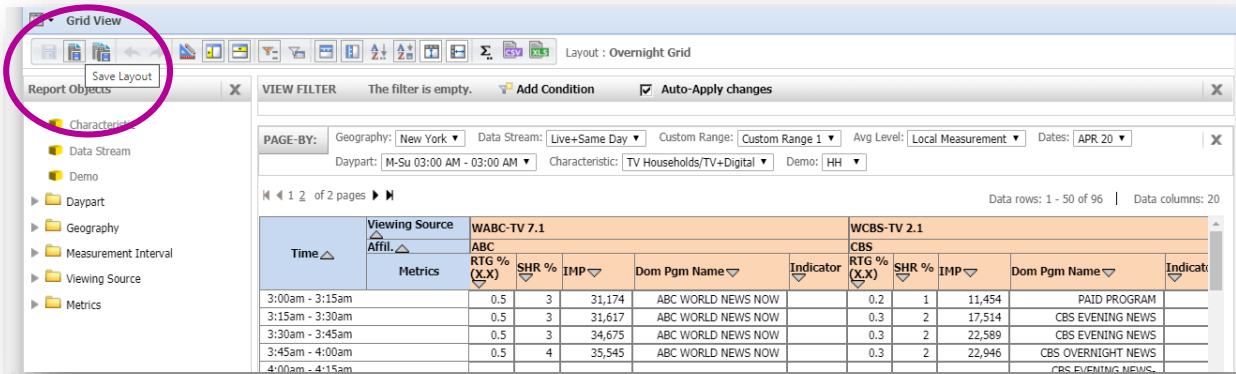 Grid View
CSV XLS Layout : Overnight Grid
Save Layout
Report Objects X VIEW FILTER The filter is empty. Add Condition Auto-Apply changes X
Characteristic
Data Stream
Demo
Daypart
Geography
Measurement Interval
Viewing Source
Metrics
PAGE-BY: Geography: New York Data Stream: Live+Same Day Custom Range: Custom Range 1 Avg Level: Local Measurement Dates: APR 20 X
Daypart: M-Su 03:00 AM - 03:00 AM Characteristic: TV Households/TV+Digital Demo: HH
1 2 of 2 pages Data rows: 1 - 50 of 96 | Data columns: 20
Viewing Source WABC-TV 7.1 WCBS-TV 2.1
Time Affil. ABC CBS
Metrics RTG % (X.X) SHR % IMP Dom Pgm Name Indicator RTG % (X.X) SHR % IMP Dom Pgm Name Indicat
3:00am - 3:15am 0.5 3 31,174 ABC WORLD NEWS NOW 0.2 1 11,454 PAID PROGRAM
3:15am - 3:30am 0.5 3 31,617 ABC WORLD NEWS NOW 0.3 2 17,514 CBS EVENING NEWS
3:30am - 3:45am 0.5 3 34,675 ABC WORLD NEWS NOW 0.3 2 22,589 CBS EVENING NEWS
3:45am - 4:00am 0.5 4 35,545 ABC WORLD NEWS NOW 0.3 2 22,946 CBS OVERNIGHT NEWS
4:00am - 4:15am CBS EVENING NEWS-